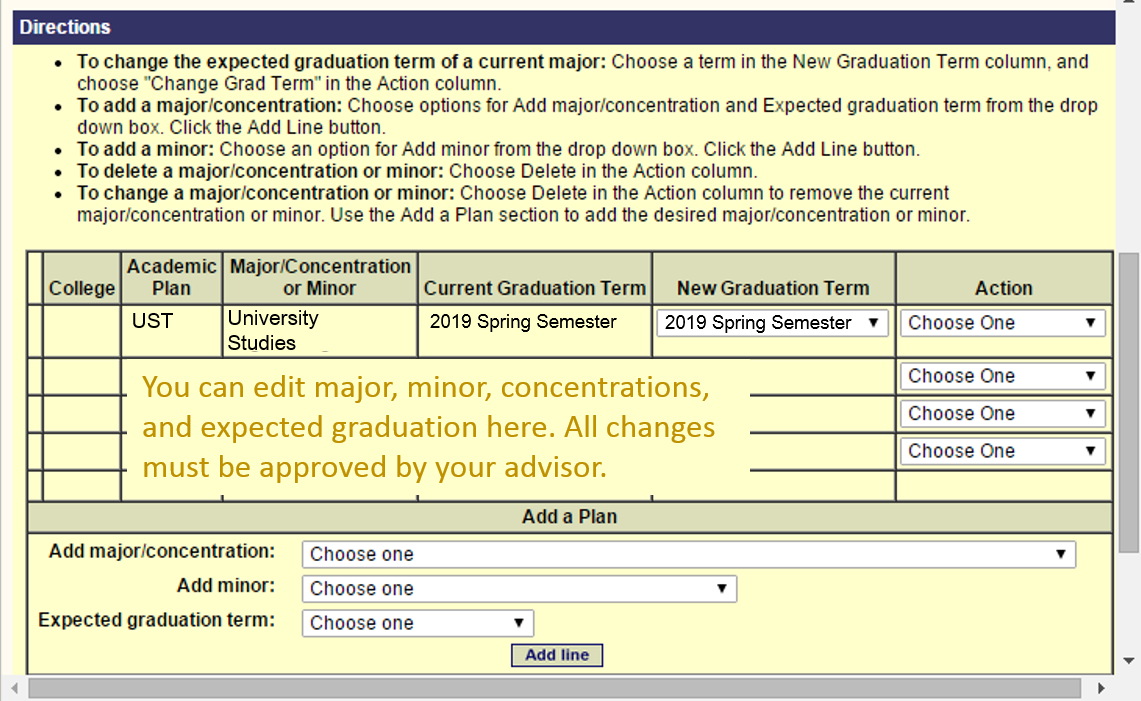 Directions
• To change the expected graduation term of a current major: Choose a term in the New Graduation Term column, and
choose "Change Grad Term" in the Action column.
• To add a major/concentration: Choose options for Add major/concentration and Expected graduation term from the drop
down box. Click the Add Line button.
• To add a minor: Choose an option for Add minor from the drop down box. Click the Add Line button.
• To delete a major/concentration or minor: Choose Delete in the Action column.
• To change a major/concentration or minor: Choose Delete in the Action column to remove the current
major/concentration or minor. Use the Add a Plan section to add the desired major/concentration or minor.
College Academic Plan Major/Concentration or Minor Current Graduation Term New Graduation Term Action
UST University Studies 2019 Spring Semester 2019 Spring Semester Choose One
Choose One
Choose One
Choose One
You can edit major, minor, concentrations,
and expected graduation here. All changes
must be approved by your advisor.
Add a Plan
Add major/concentration: Choose one
Add minor: Choose one
Expected graduation term: Choose one
Add line